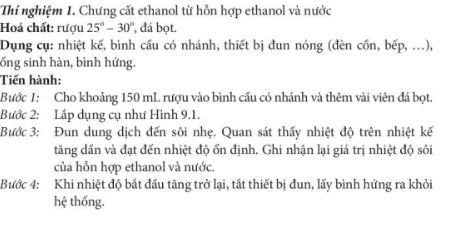 Thí nghiệm 1. Chưng cất ethanol từ hỗn hợp ethanol và nước
Hoá chất: rượu 25° – 30°, đá bọt.
Dụng cụ: nhiệt kế, bình cầu có nhánh, thiết bị đun nóng (đèn cồn, bếp, …),
ống sinh hàn, bình hứng.
Tiến hành:
Bước 1: Cho khoảng 150 mL rượu vào bình cầu có nhánh và thêm vài viên đá bọt.
Bước 2: Lắp dụng cụ như Hình 9.1.
Bước 3: Đun dung dịch đến sôi nhẹ. Quan sát thấy nhiệt độ trên nhiệt kế
tăng dần và đạt đến nhiệt độ ổn định. Ghi nhận lại giá trị nhiệt độ sôi
của hỗn hợp ethanol và nước.
Bước 4: Khi nhiệt độ bắt đầu tăng trở lại, tắt thiết bị đun, lấy bình hứng ra khỏi
hệ thống.